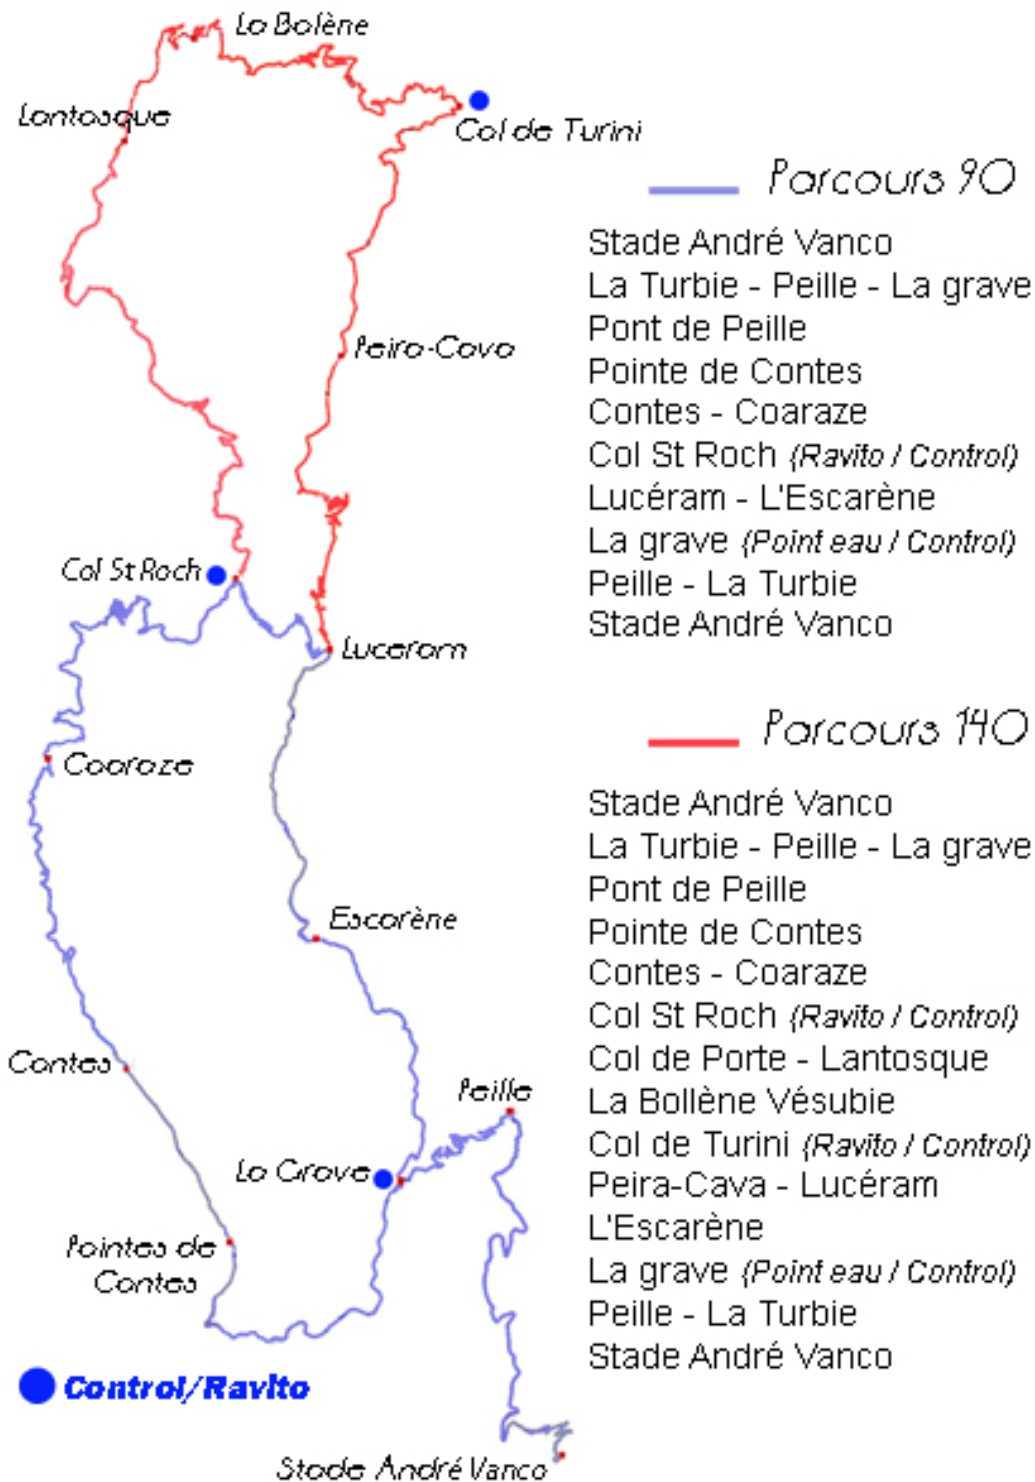 La Bolène
Lantosque
Col de Turini
Peira-Cava
Col St Roch
Luceram
Coaraze
Escarène
Contes
Peille
La Grave
Pointes de
Contes
Control/Ravito
Stade André Vanco
Parcours 90
Stade André Vanco
La Turbie - Peille - La grave
Pont de Peille
Pointe de Contes
Contes - Coaraze
Col St Roch (Ravito / Control)
Lucéram - L'Escarène
La grave (Point eau / Control)
Peille - La Turbie
Stade André Vanco
Parcours 140
Stade André Vanco
La Turbie - Peille - La grave
Pont de Peille
Pointe de Contes
Contes - Coaraze
Col St Roch (Ravito / Control)
Col de Porte - Lantosque
La Bollène Vésubie
Col de Turini (Ravito / Control)
Peira-Cava - Lucéram
L'Escarène
La grave (Point eau / Control)
Peille - La Turbie
Stade André Vanco